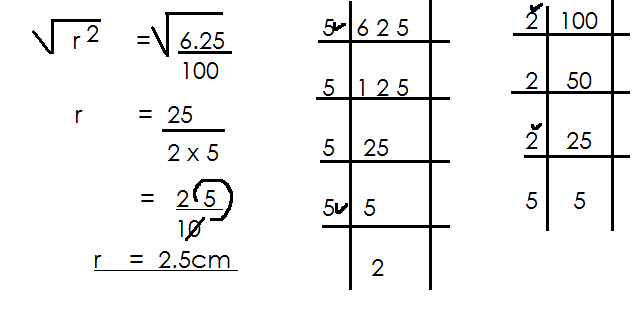 √r² = √6.25
100
r = 25
2 x 5
= 2 5
10
r = 2.5cm
5 6 2 5
5 1 2 5
5 25
5 5
2
2 100
2 50
2 25
5 5